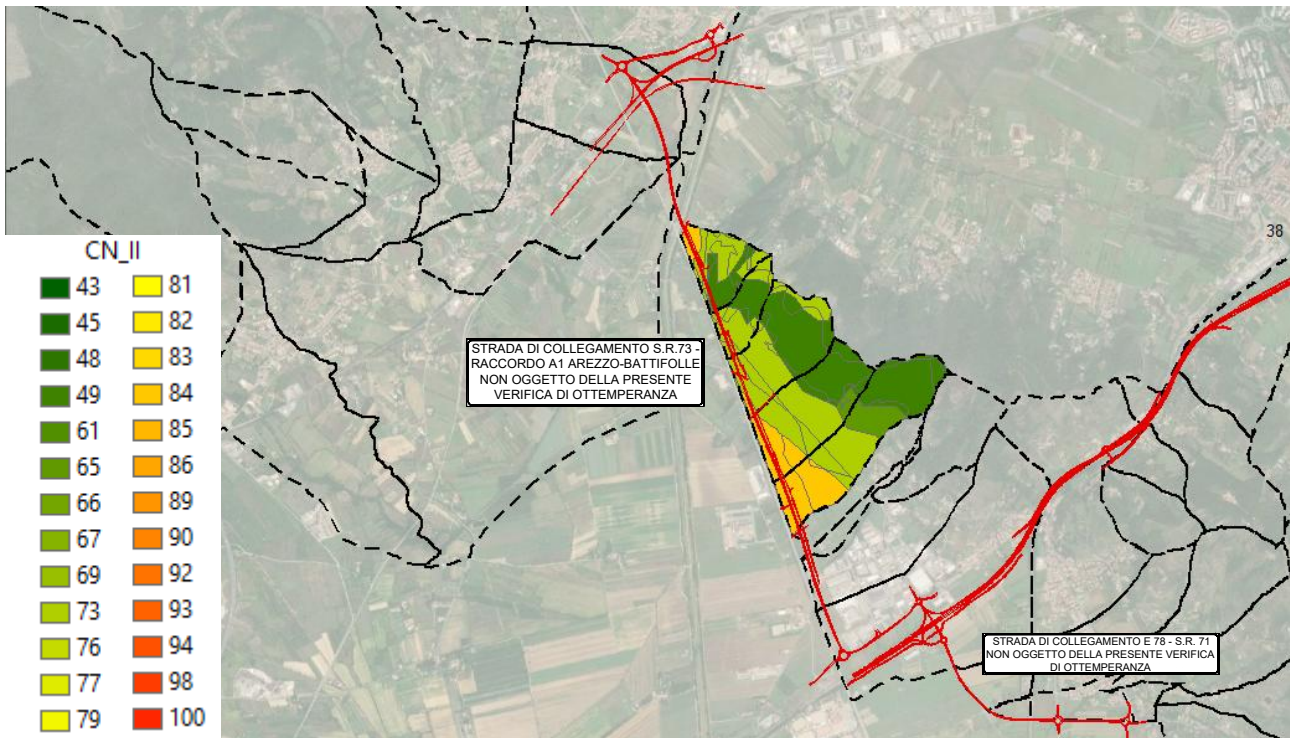 38
CN_II
43 81
45 82
48 83
49 84
61 85
65 86
66 89
67 90
69 92
73 93
76 94
77 98
79 100
STRADA DI COLLEGAMENTO S.R.73 -
RACCORDO A1 AREZZO-BATTIFOLLE
NON OGGETTO DELLA PRESENTE
VERIFICA DI OTTEMPERANZA
STRADA DI COLLEGAMENTO E 78 - S.R. 71
NON OGGETTO DELLA PRESENTE VERIFICA
DI OTTEMPERANZA